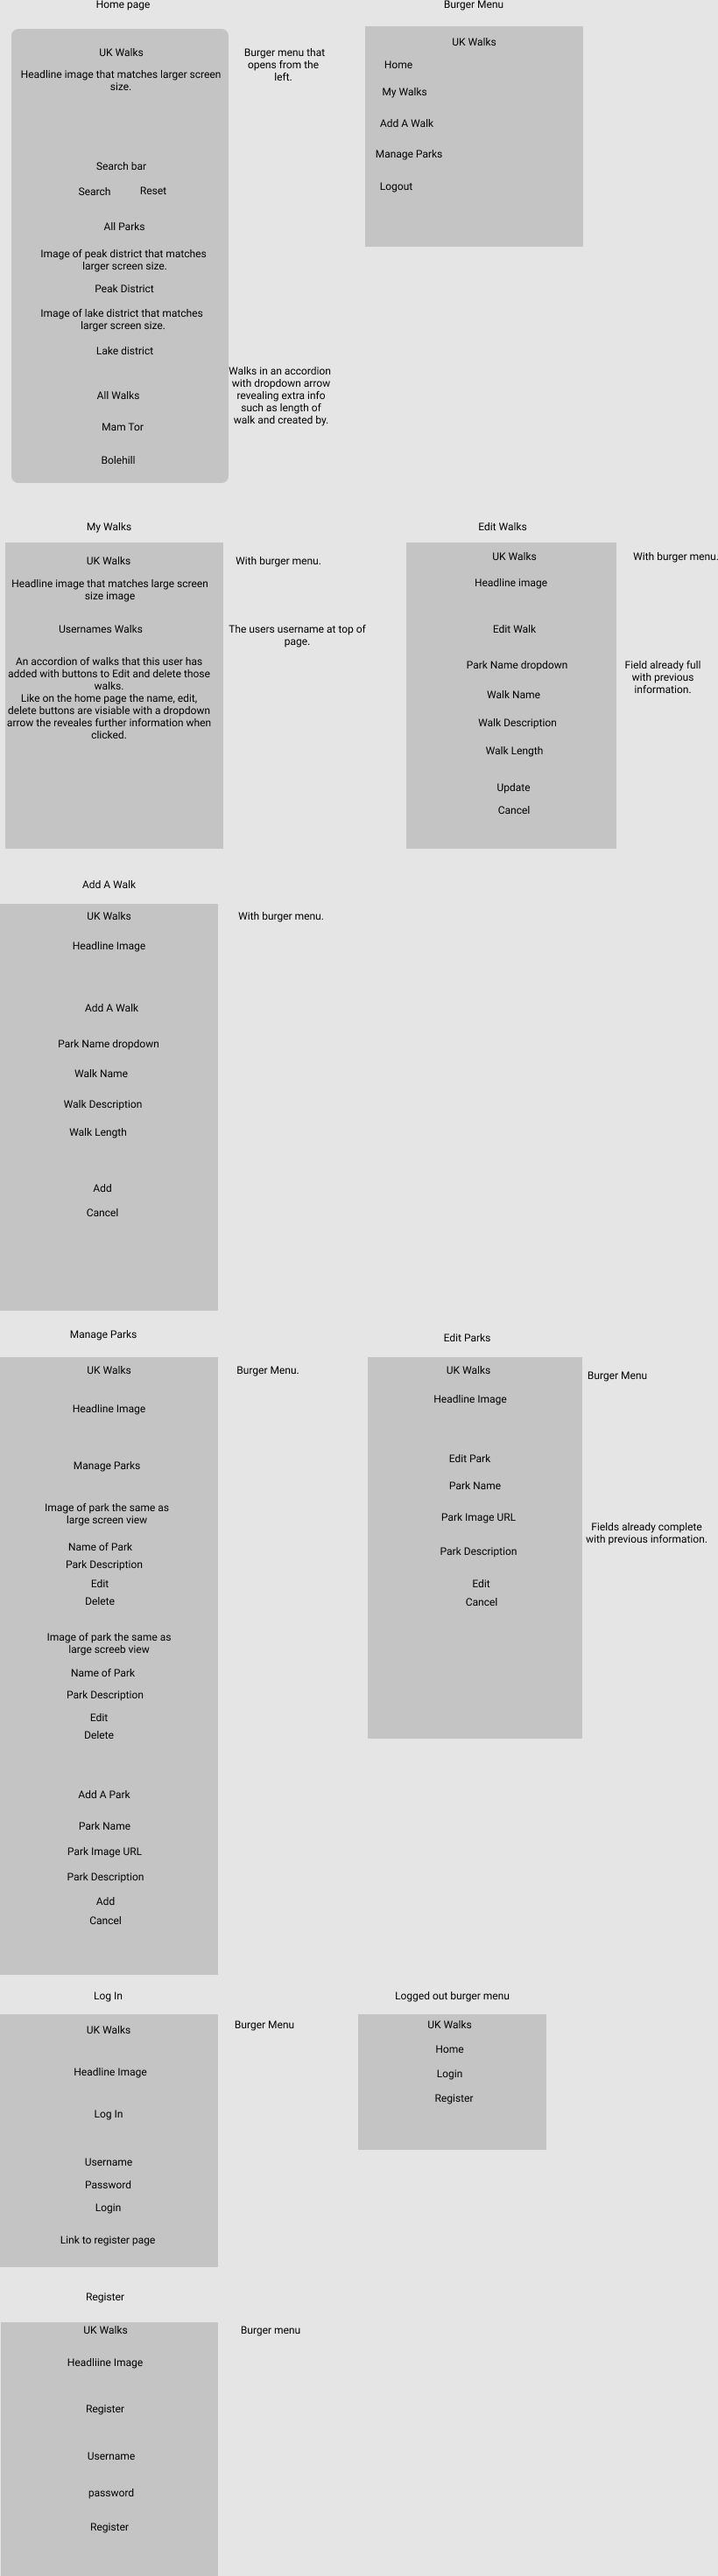 Home page
UK Walks
Headline image that matches larger screen
size.
Burger menu that
opens from the
left.
Search bar
Search
Reset
All Parks
Image of peak district that matches
larger screen size.
Peak District
Image of lake district that matches
larger screen size.
Lake district
All Walks
Mam Tor
Bolehill
Walks in an accordion
with dropdown arrow
revealing extra info
such as length of
walk and created by.
Burger Menu
UK Walks
Home
My Walks
Add A Walk
Manage Parks
Logout
My Walks
UK Walks
With burger menu.
Headline image that matches large screen
size image
Usernames Walks
The users username at top of
page.
An accordion of walks that this user has
added with buttons to Edit and delete those
walks.
Like on the home page the name, edit,
delete buttons are visiable with a dropdown
arrow the reveales further information when
clicked.
Edit Walks
UK Walks
With burger menu.
Headline image
Edit Walk
Park Name dropdown
Field already full
with previous
information.
Walk Name
Walk Description
Walk Length
Update
Cancel
Add A Walk
UK Walks
With burger menu.
Headline Image
Add A Walk
Park Name dropdown
Walk Name
Walk Description
Walk Length
Add
Cancel
Manage Parks
UK Walks
Burger Menu.
Headline Image
Manage Parks
Image of park the same as
large screen view
Name of Park
Park Description
Edit
Delete
Image of park the same as
large screeb view
Name of Park
Park Description
Edit
Delete
Add A Park
Park Name
Park Image URL
Park Description
Add
Cancel
Edit Parks
UK Walks
Burger Menu
Headline Image
Edit Park
Park Name
Park Image URL
Park Description
Fields already complete
with previous information.
Edit
Cancel
Log In
UK Walks
Burger Menu
Headline Image
Log In
Username
Password
Login
Link to register page
Logged out burger menu
UK Walks
Home
Login
Register
Register
UK Walks
Burger menu
Headliine Image
Register
Username
password
Register